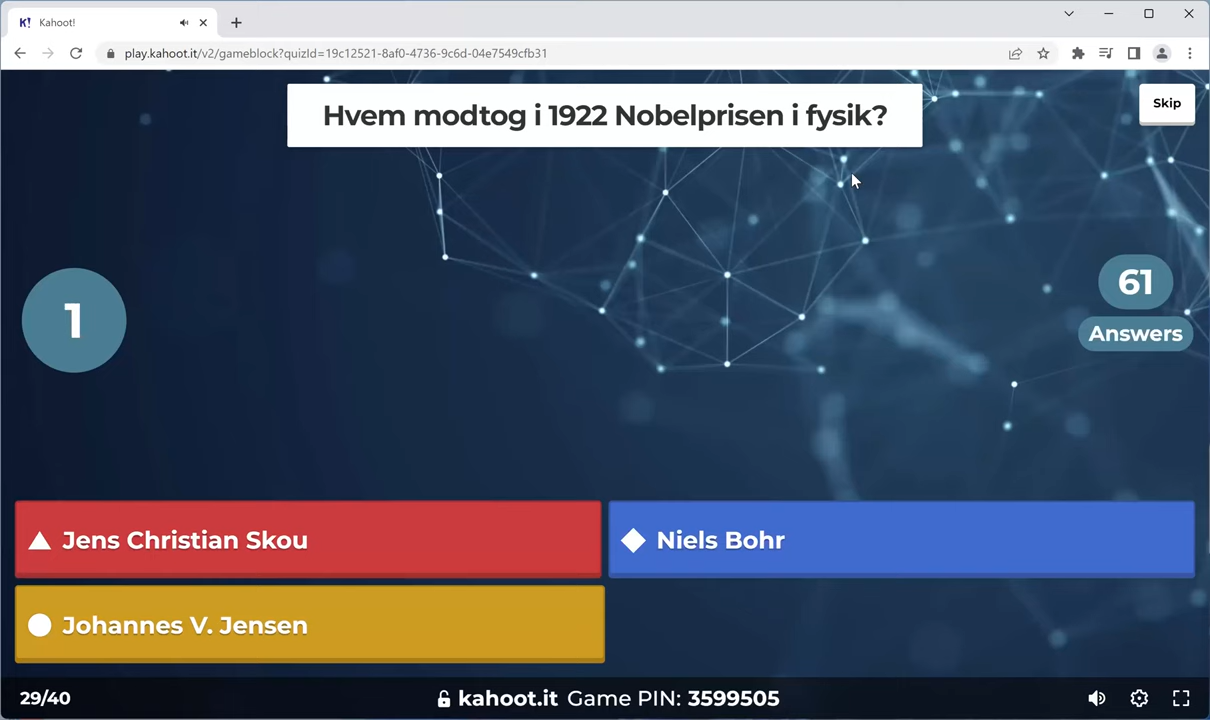 K! Kahoot!
play.kahoot.it/v2/gameblock?quizId=19c12521-8af0-4736-9c6d-04e7549cfb31
Hvem modtog i 1922 Nobelprisen i fysik?
Skip
1
61
Answers
Jens Christian Skou
Niels Bohr
Johannes V. Jensen
29/40
kahoot.it Game PIN: 3599505